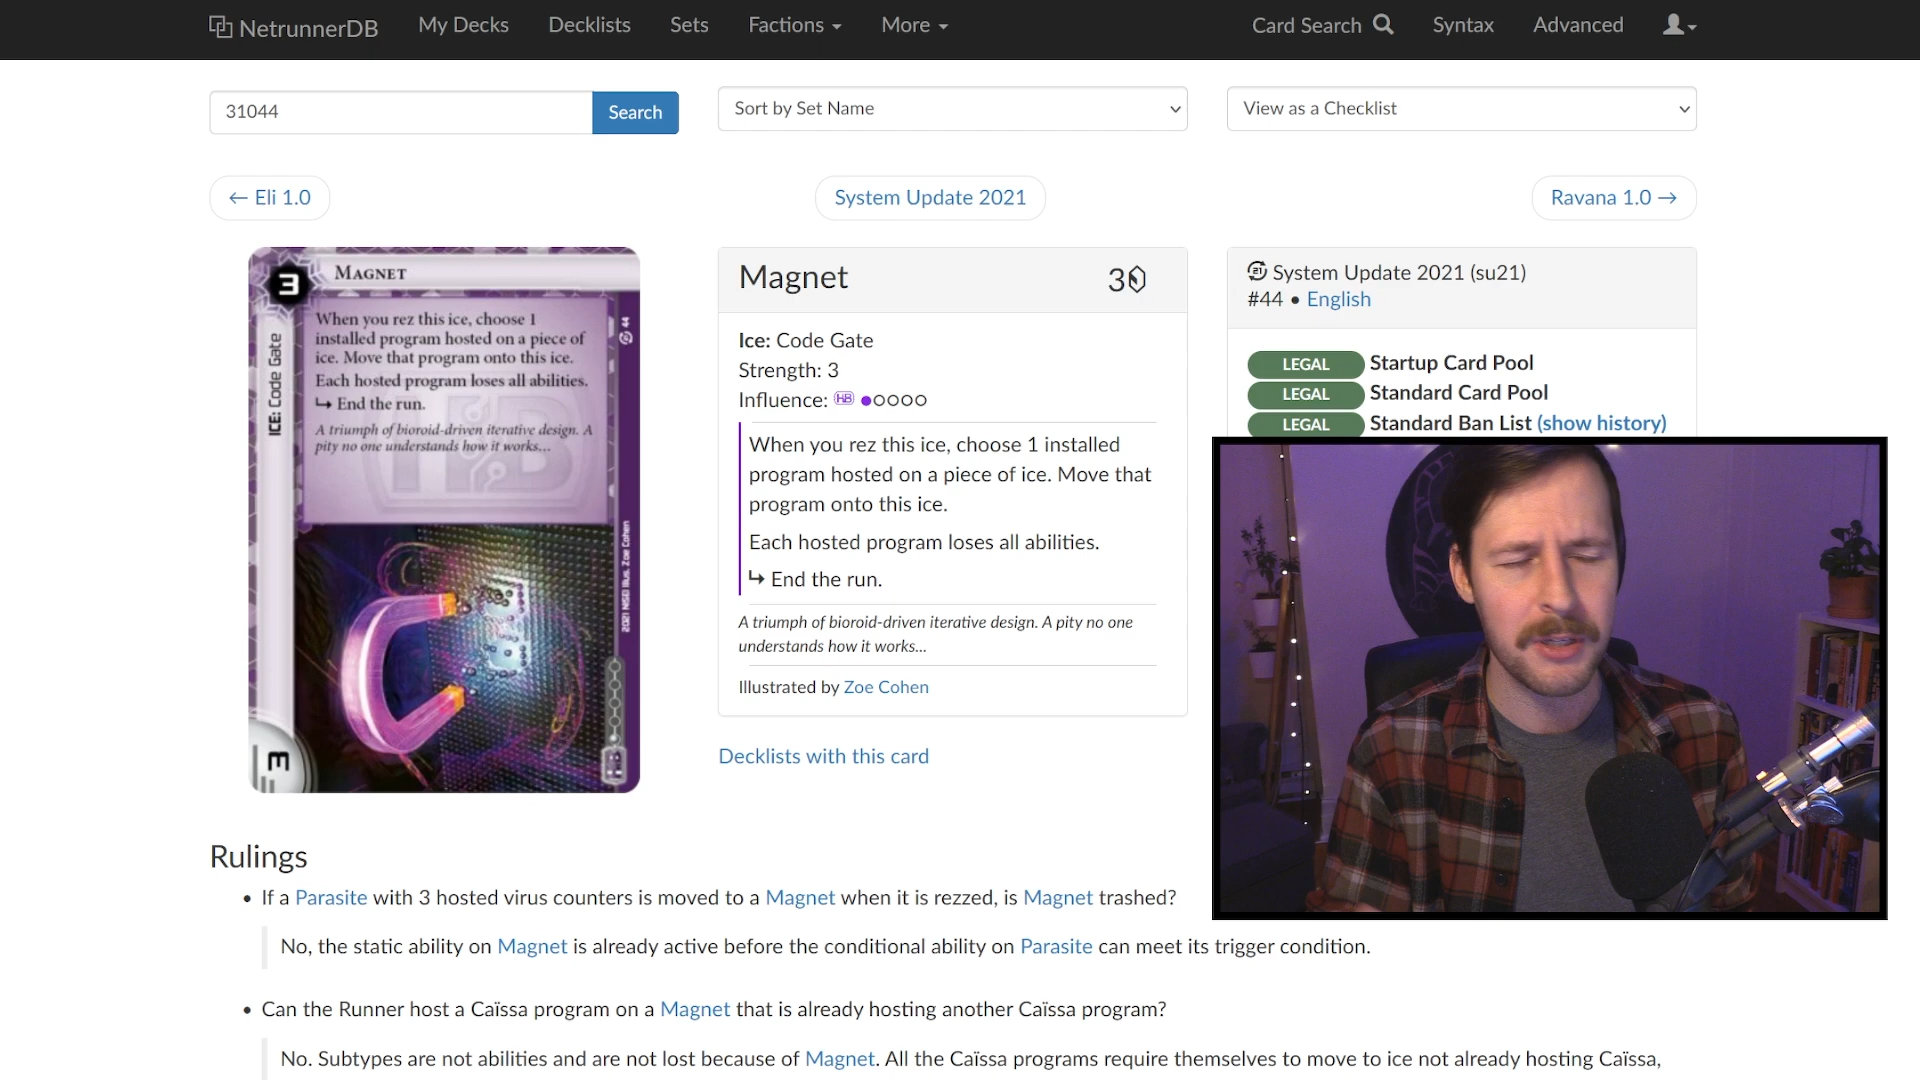 NetrunnerDB My Decks Decklists Sets Factions More Card Search Syntax Advanced
31044 Search Sort by Set Name View as a Checklist
← Eli 1.0 System Update 2021 Ravana 1.0 →
3 MAGNET
When you rez this ice, choose 1
installed program hosted on a piece of
ice. Move that program onto this ice.
Each hosted program loses all abilities.
↳ End the run.
A triumph of bioroid-driven iterative design. A
pity no one understands how it works...
ICE: Code Gate
44
2021 NISEI Illus. Zoe Cohen
3
Magnet 3
Ice: Code Gate
Strength: 3
Influence: HB ●○○○○
When you rez this ice, choose 1 installed
program hosted on a piece of ice. Move that
program onto this ice.
Each hosted program loses all abilities.
↳ End the run.
A triumph of bioroid-driven iterative design. A pity no one
understands how it works...
Illustrated by Zoe Cohen
Decklists with this card
21 System Update 2021 (su21)
#44 • English
LEGAL Startup Card Pool
LEGAL Standard Card Pool
LEGAL Standard Ban List (show history)
Rulings
• If a Parasite with 3 hosted virus counters is moved to a Magnet when it is rezzed, is Magnet trashed?
No, the static ability on Magnet is already active before the conditional ability on Parasite can meet its trigger condition.
• Can the Runner host a Caïssa program on a Magnet that is already hosting another Caïssa program?
No. Subtypes are not abilities and are not lost because of Magnet. All the Caïssa programs require themselves to move to ice not already hosting Caïssa,